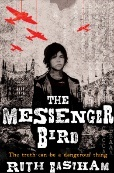 THE
MESSENGER
BIRD
The truth can be a dangerous thing
RUTH EASTHAM